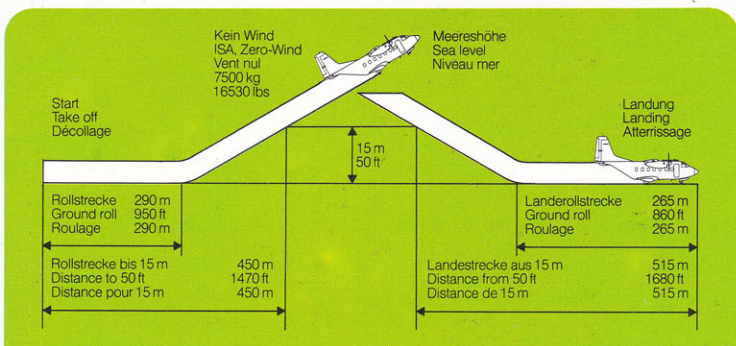 Kein Wind
ISA, Zero-Wind
Vent nul
7500 kg
16530 lbs
Meereshöhe
Sea level
Niveau mer
Start
Take off
Décollage
Landung
Landing
Atterrissage
15 m
50 ft
Rollstrecke 290 m
Ground roll 950 ft
Roulage 290 m
Landerollstrecke 265 m
Ground roll 860 ft
Roulage 265 m
Rollstrecke bis 15 m 450 m
Distance to 50 ft 1470 ft
Distance pour 15 m 450 m
Landestrecke aus 15 m 515 m
Distance from 50 ft 1680 ft
Distance de 15 m 515 m